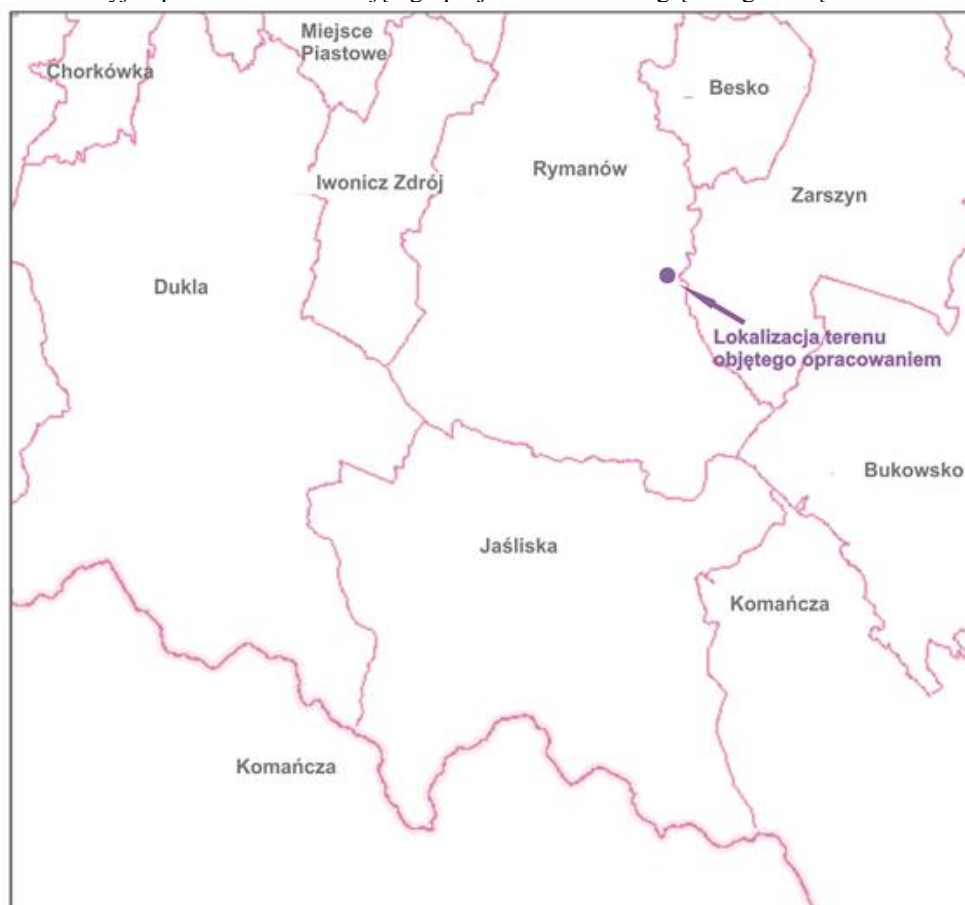 Miejsce
Piastowe
Chorkówka
Besko
Rymanów
Iwonicz Zdrój
Zarszyn
Dukla
Lokalizacja terenu
objętego opracowaniem
Bukowsko
Jaśliska
Komańcza
Komańcza